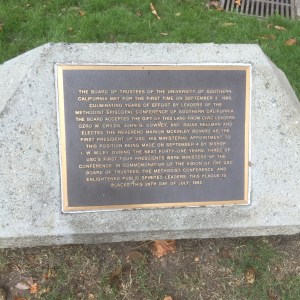 THE BOARD OF TRUSTEES OF THE UNIVERSITY OF SOUTHERN
CALIFORNIA MET FOR THE FIRST TIME ON SEPTEMBER 3, 1880,
CULMINATING YEARS OF EFFORT BY LEADERS OF THE
METHODIST EPISCOPAL CONFERENCE OF SOUTHERN CALIFORNIA.
THE BOARD ACCEPTED THE GIFT OF THIS LAND FROM CIVIC LEADERS
OZRO W. CHILDS, JOHN G. DOWNEY, AND ISAIAS HELLMAN AND
ELECTED THE REVEREND MARION MCKINLEY BOVARD AS THE
FIRST PRESIDENT OF USC, HIS MINISTERIAL APPOINTMENT TO
THIS POSITION BEING MADE ON SEPTEMBER 4 BY BISHOP
I. W. WILEY. DURING THE NEXT FORTY-ONE YEARS, THREE OF
USC'S FIRST FOUR PRESIDENTS WERE MINISTERS OF THE
CONFERENCE. IN COMMEMORATION OF THE VISION OF THE USC
BOARD OF TRUSTEES, THE METHODIST CONFERENCE, AND
ENLIGHTENED PUBLIC SPIRITED LEADERS, THIS PLAQUE IS
PLACED THIS DAY OF JULY,